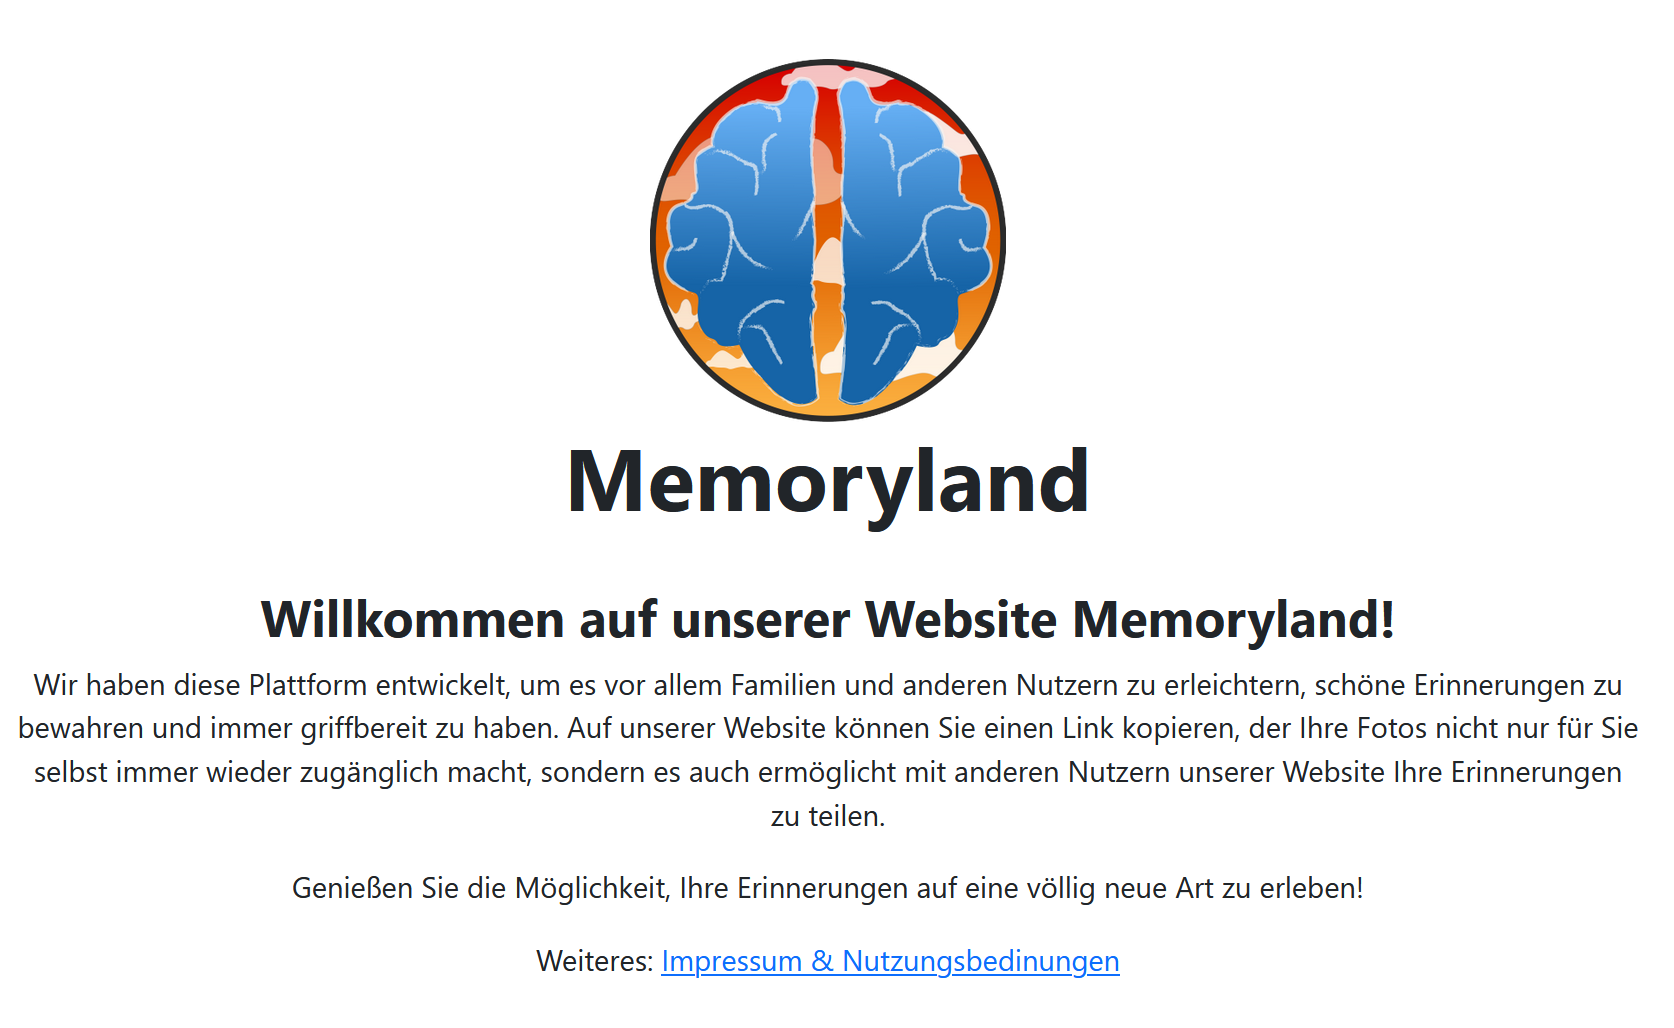 Memoryland
Willkommen auf unserer Website Memoryland!
Wir haben diese Plattform entwickelt, um es vor allem Familien und anderen Nutzern zu erleichtern, schöne Erinnerungen zu
bewahren und immer griffbereit zu haben. Auf unserer Website können Sie einen Link kopieren, der Ihre Fotos nicht nur für Sie
selbst immer wieder zugänglich macht, sondern es auch ermöglicht mit anderen Nutzern unserer Website Ihre Erinnerungen
zu teilen.
Genießen Sie die Möglichkeit, Ihre Erinnerungen auf eine völlig neue Art zu erleben!
Weiteres: Impressum & Nutzungsbedinungen